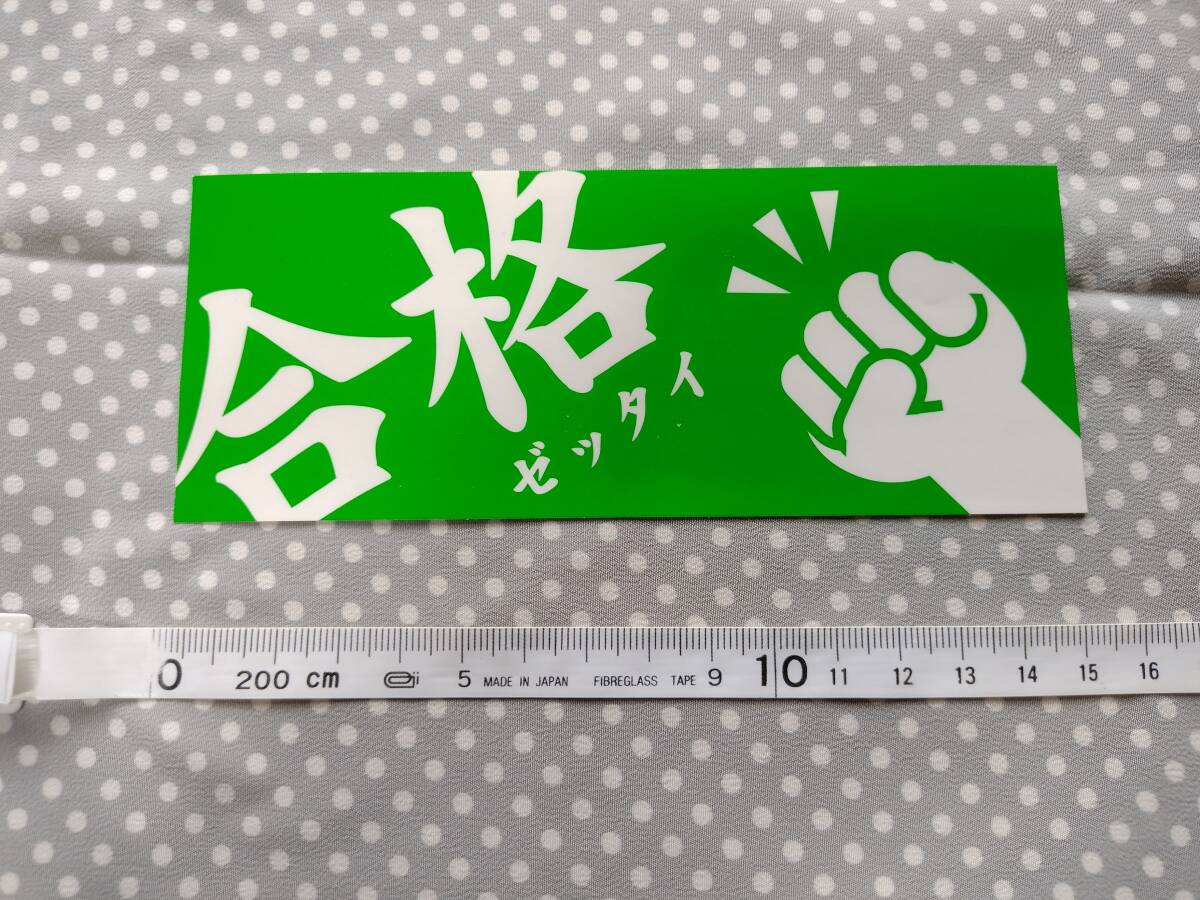 合格
ゼッタイ
0 200 cm 5 MADE IN JAPAN FIBREGLASS TAPE 9 10 11 12 13 14 15 16